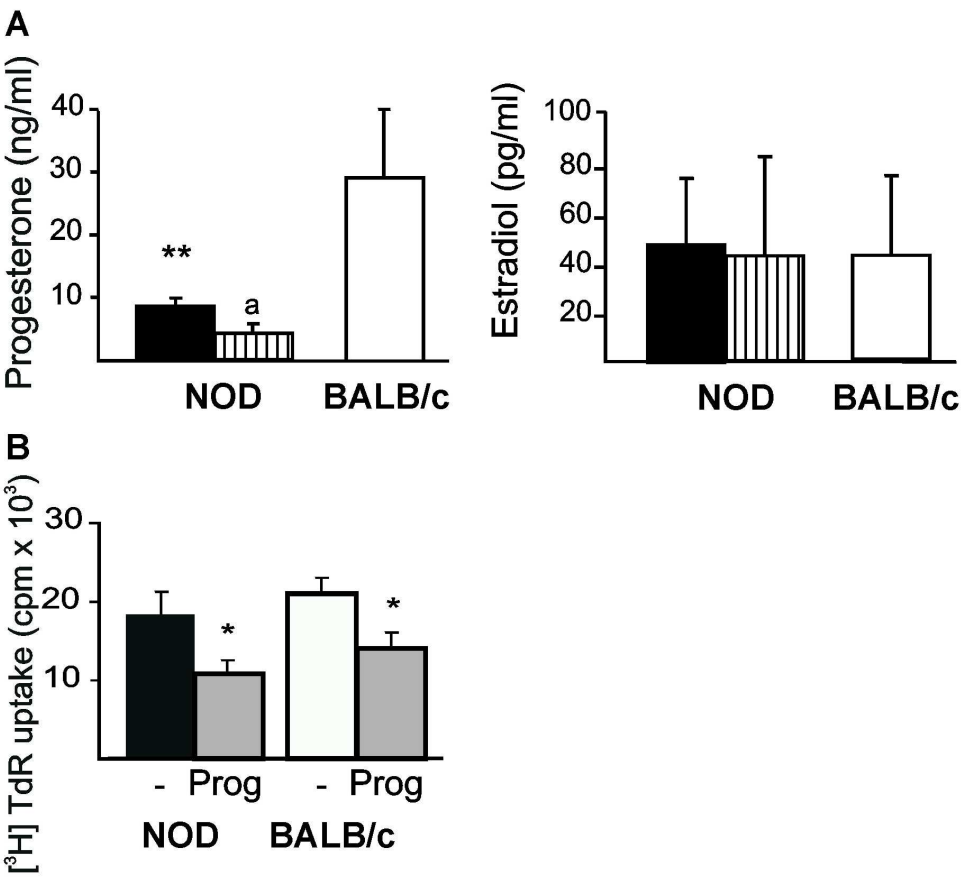 A
Progesterone (ng/ml)
40
30
20
10
**
a
NOD
BALB/c
Estradiol (pg/ml)
100
80
60
40
20
NOD
BALB/c
B
[³H] TdR uptake (cpm x 10³)
30
20
10
*
*
- Prog
- Prog
NOD
BALB/c